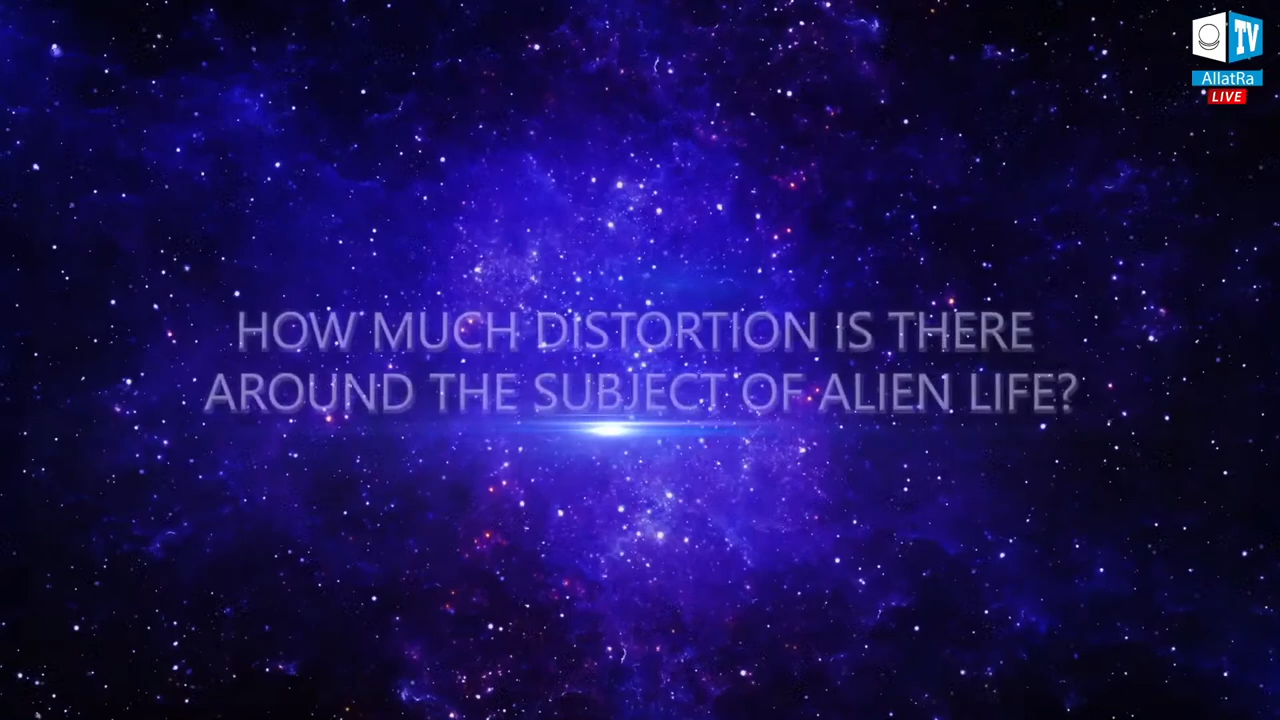 TV
AllatRa
LIVE
HOW MUCH DISTORTION IS THERE
AROUND THE SUBJECT OF ALIEN LIFE?